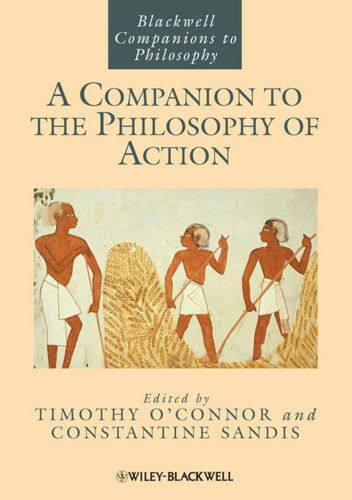 Blackwell
Companions to
Philosophy
A COMPANION TO
THE PHILOSOPHY OF
ACTION
Edited by
TIMOTHY O'CONNOR and
CONSTANTINE SANDIS
WILEY-BLACKWELL